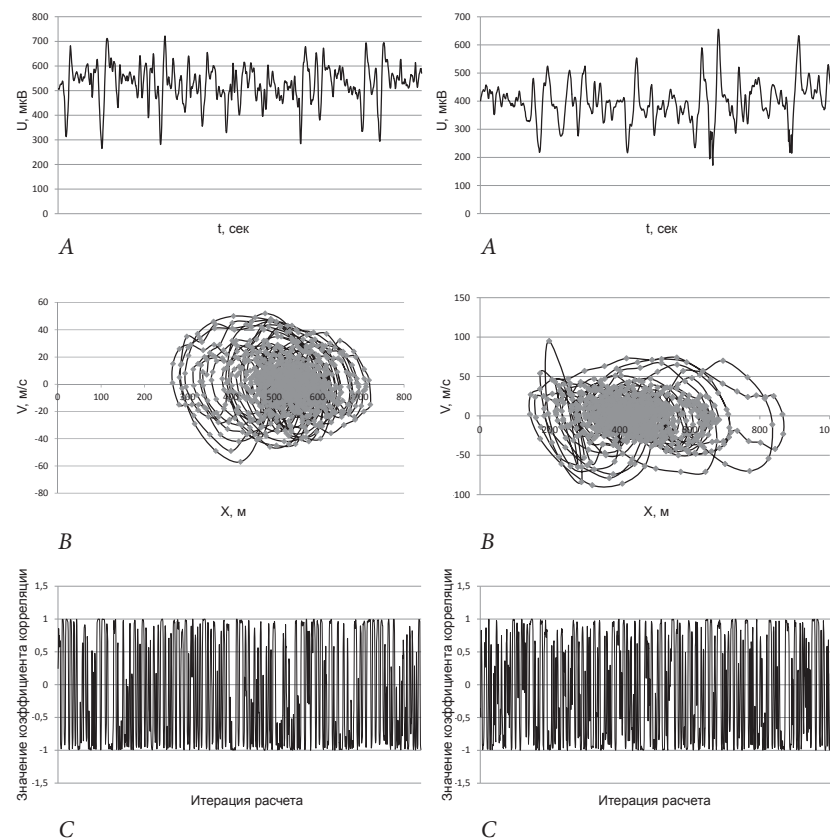 800
700
600
500
400
300
200
100
0
U, мкВ
t, сек
A
700
600
500
400
300
200
100
0
U, мкВ
t, сек
A
60
40
20
0
-20
-40
-60
-80
V, м/с
0 100 200 300 400 500 600 700 800
X, м
B
150
100
50
0
-50
-100
V, м/с
0 200 400 600 800
X, м
B
1,5
1
0,5
0
-0,5
-1
-1,5
Значение коэффициента корреляции
Итерация расчета
C
1,5
1
0,5
0
-0,5
-1
-1,5
Значение коэффициента корреляции
Итерация расчета
C